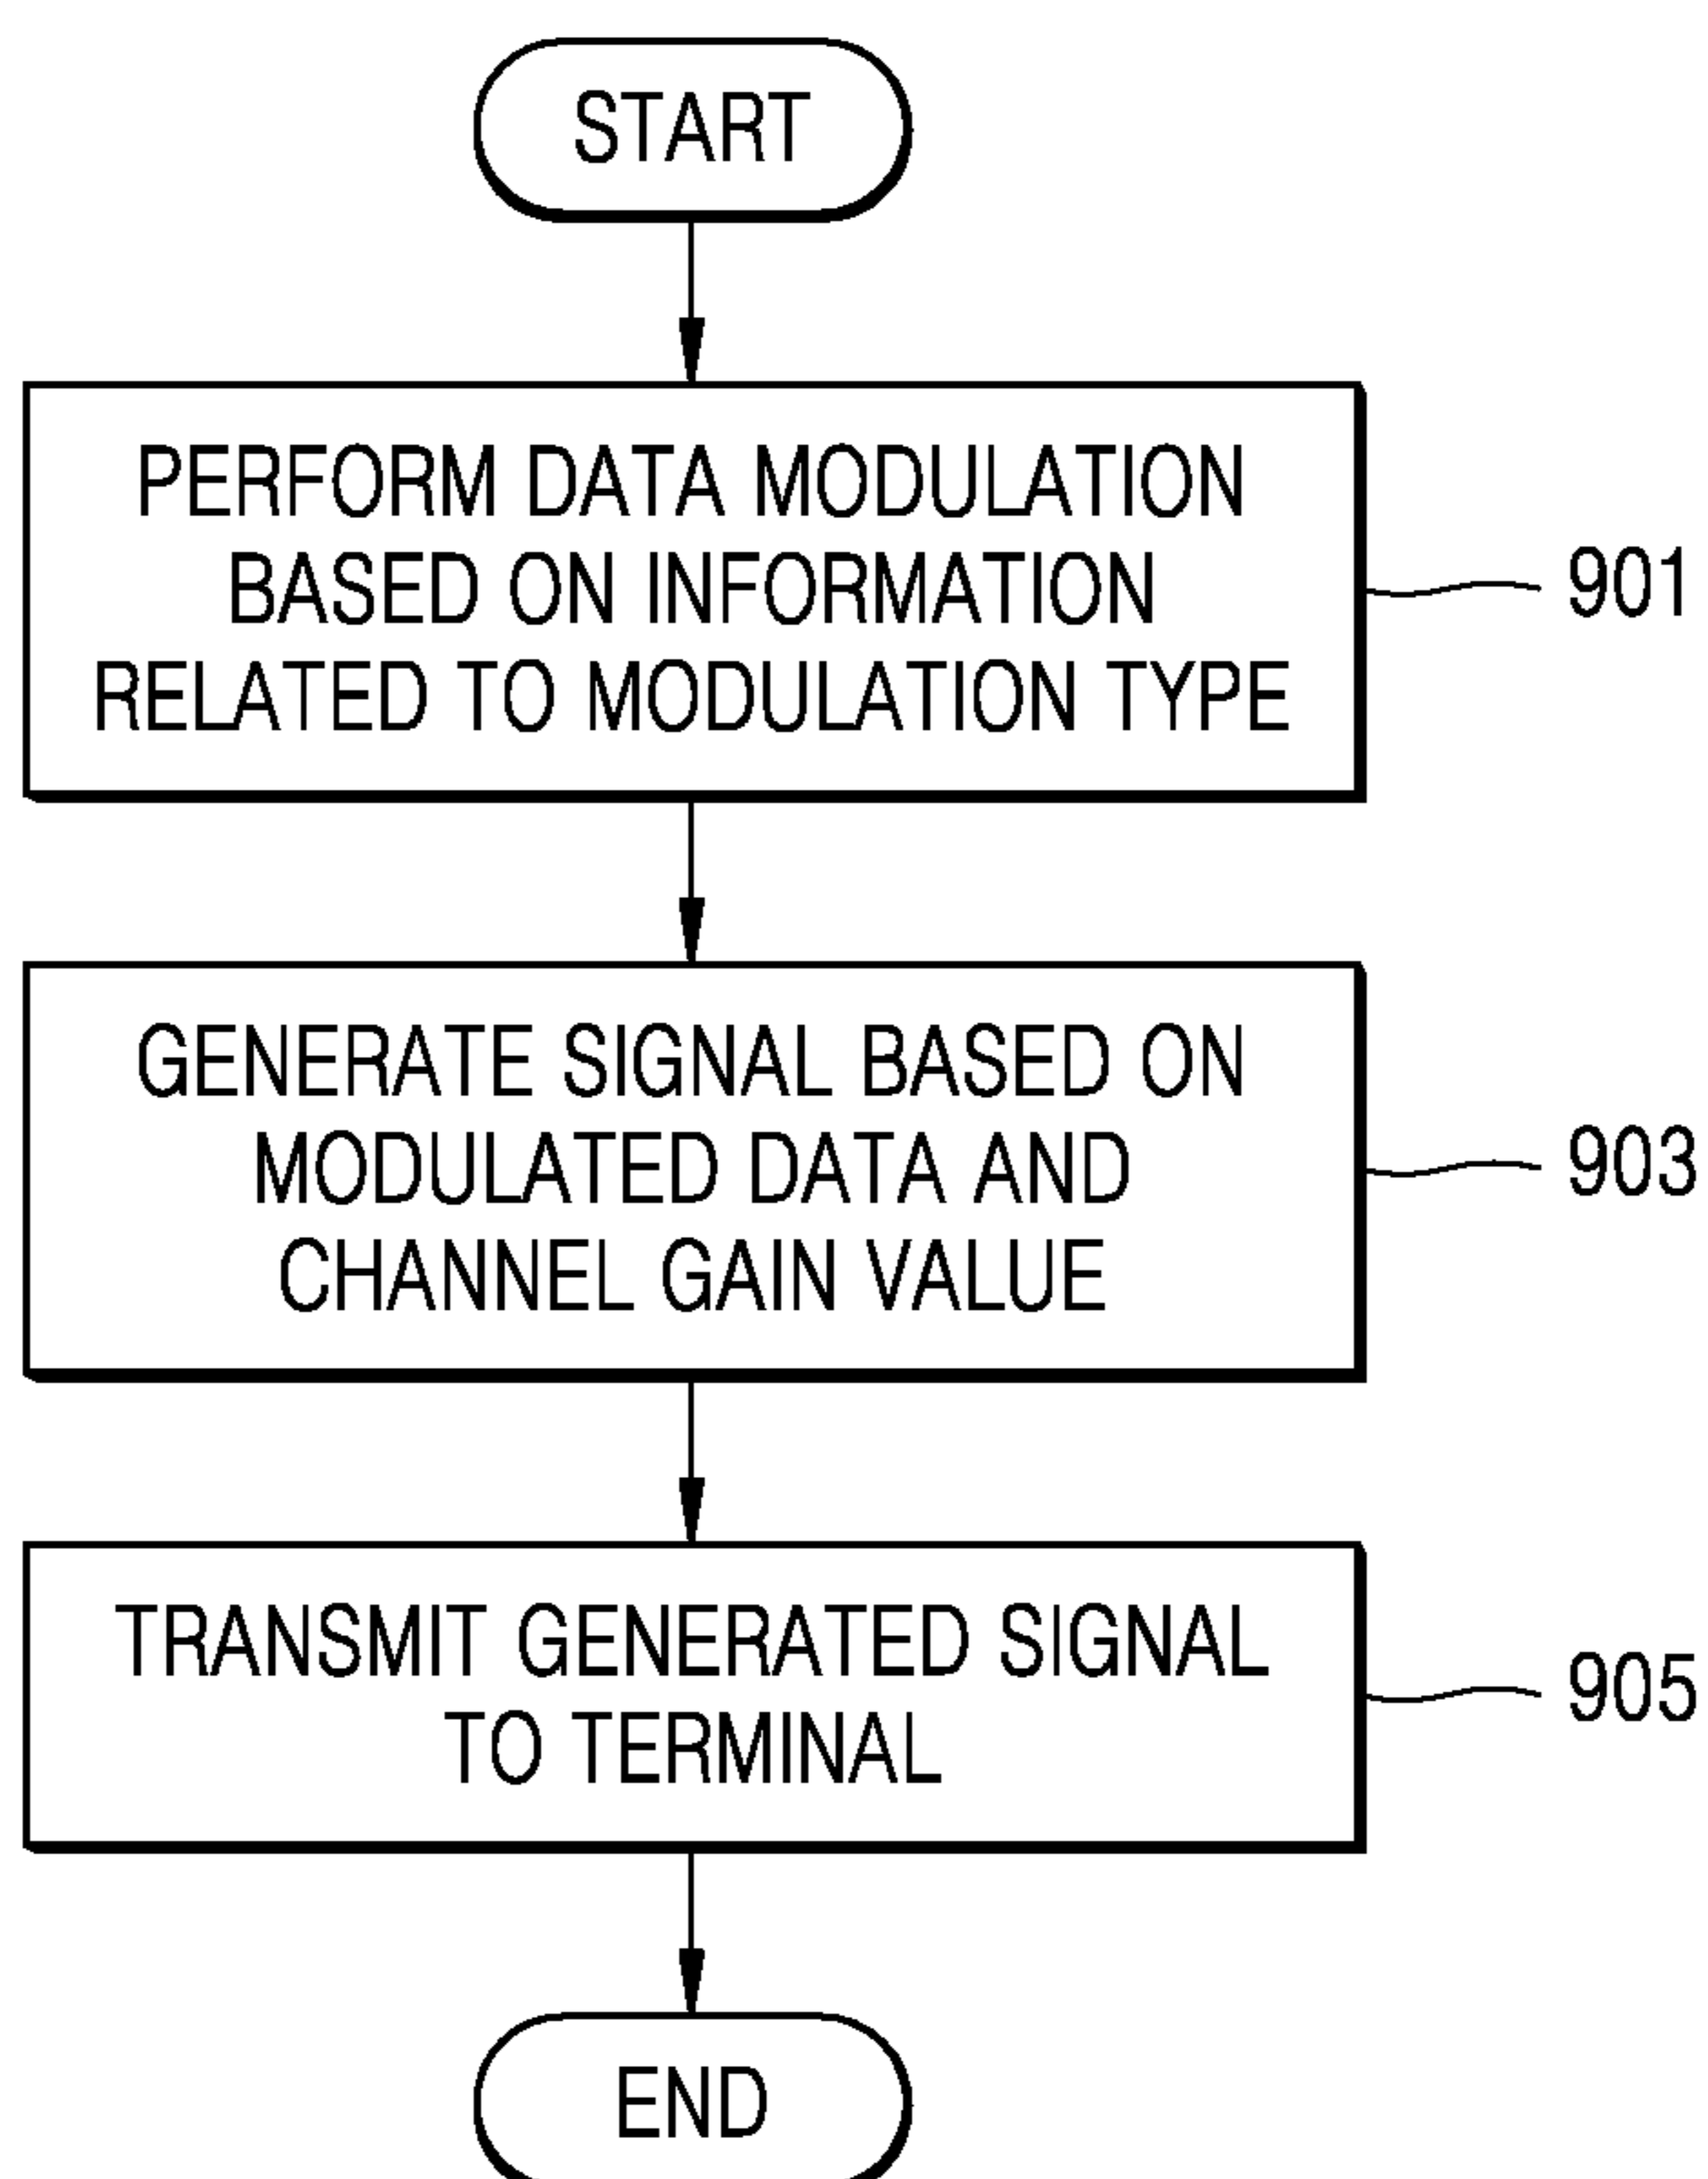 START
PERFORM DATA MODULATION
BASED ON INFORMATION
RELATED TO MODULATION TYPE
901
GENERATE SIGNAL BASED ON
MODULATED DATA AND
CHANNEL GAIN VALUE
903
TRANSMIT GENERATED SIGNAL
TO TERMINAL
905
END